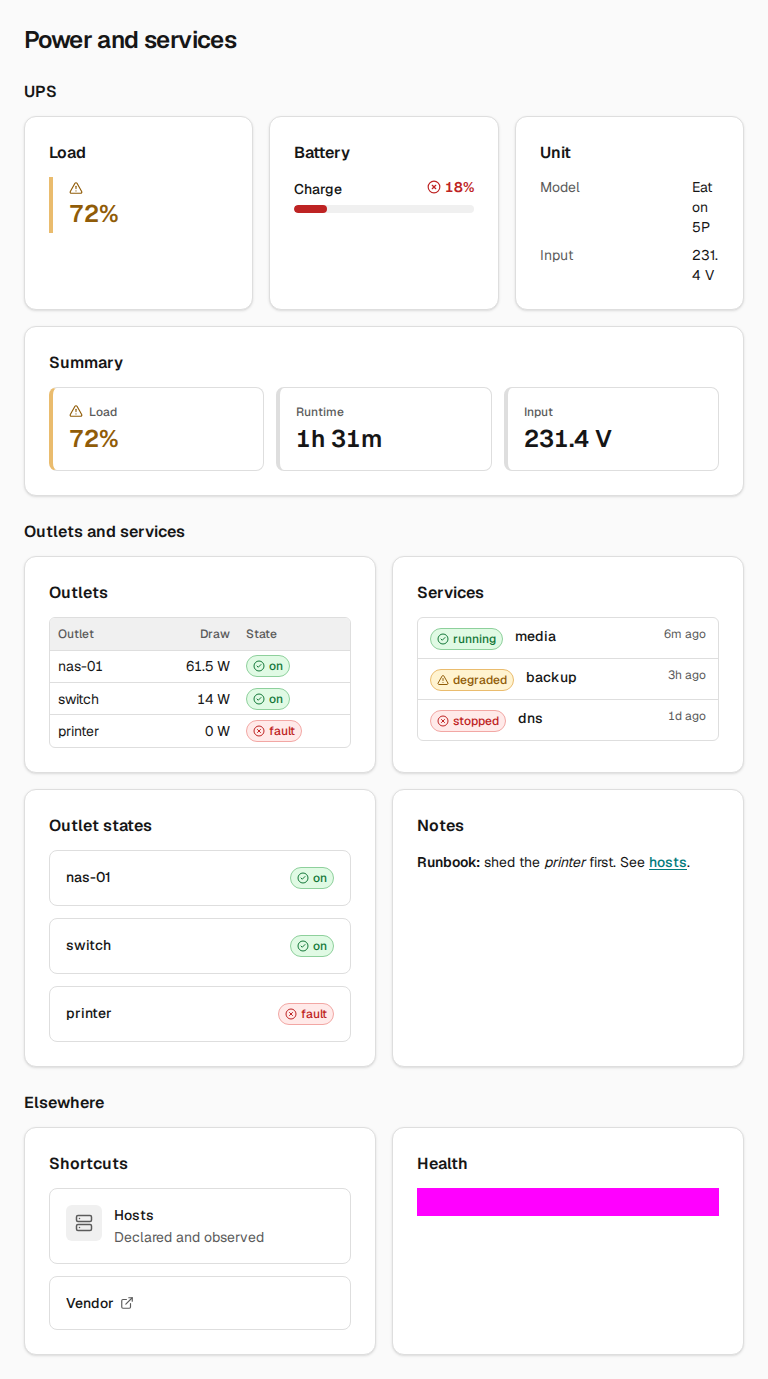 Power and services
UPS
Load
72%
Battery
Charge
18%
Unit
Model
Eat
on
5P
Input
231.
4 V
Summary
Load
72%
Runtime
1h 31m
Input
231.4 V
Outlets and services
Outlets
Outlet Draw State
nas-01 61.5 W on
switch 14 W on
printer 0 W fault
Services
running media 6m ago
degraded backup 3h ago
stopped dns 1d ago
Outlet states
nas-01 on
switch on
printer fault
Notes
Runbook: shed the printer first. See hosts.
Elsewhere
Shortcuts
Hosts
Declared and observed
Vendor
Health